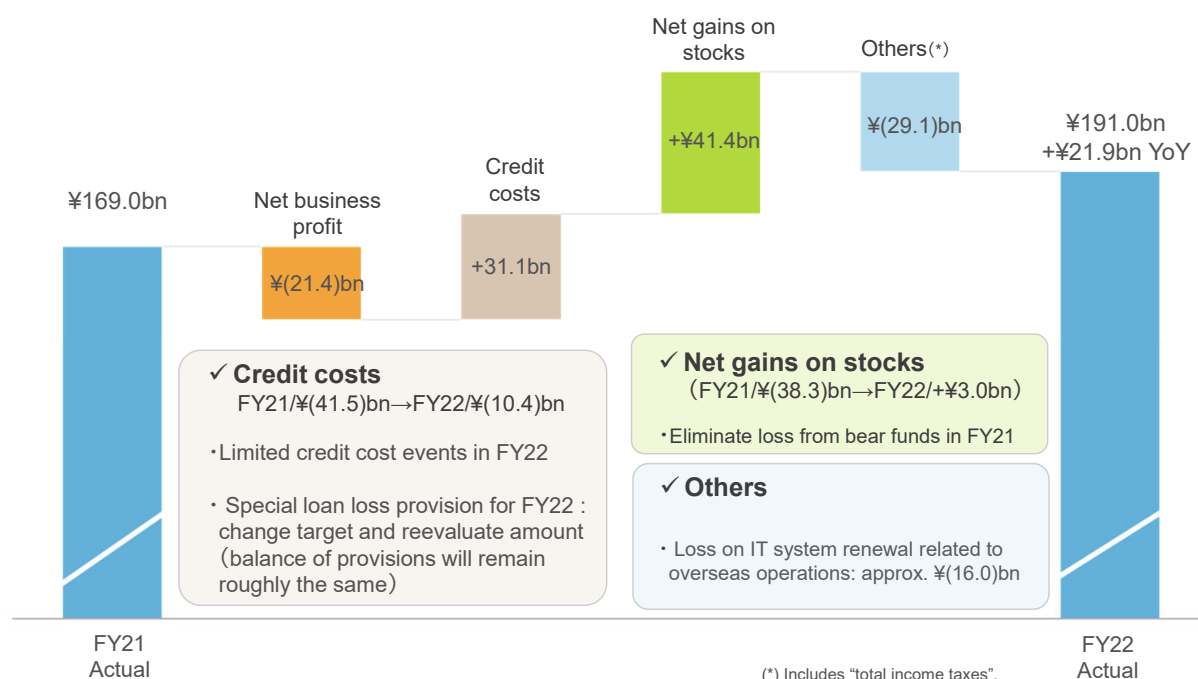 Net gains on
stocks
Others(*)
+¥41.4bn
¥(29.1)bn
¥191.0bn
+¥21.9bn YoY
Credit
costs
¥169.0bn
Net business
profit
+31.1bn
¥(21.4)bn
✓ Credit costs
FY21/¥(41.5)bn→FY22/¥(10.4)bn
・Limited credit cost events in FY22
・Special loan loss provision for FY22 :
change target and reevaluate amount
(balance of provisions will remain
roughly the same)
✓ Net gains on stocks
(FY21/¥(38.3)bn→FY22/+¥3.0bn)
・Eliminate loss from bear funds in FY21
✓ Others
・Loss on IT system renewal related to
overseas operations: approx. ¥(16.0)bn
FY21
Actual
FY22
Actual
(*) Includes “total income taxes”.